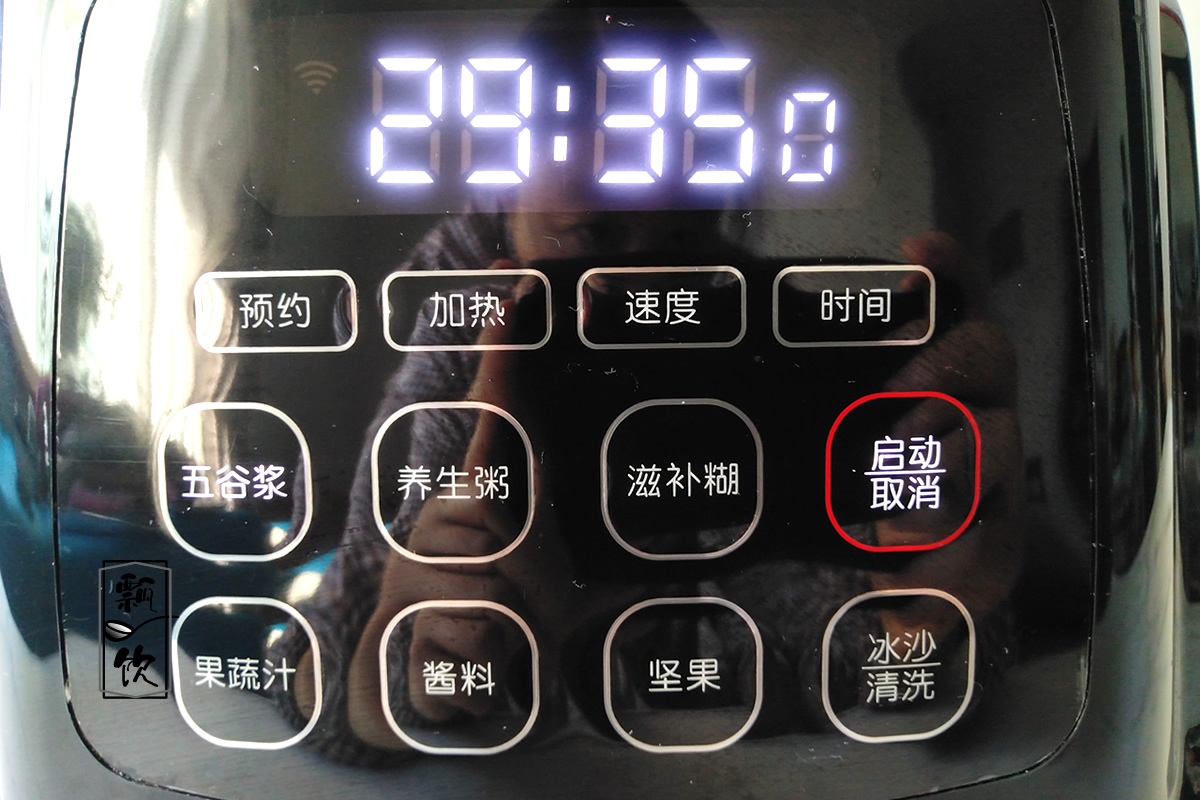 29:35 0
预约 加热 速度 时间
五谷浆 养生粥 滋补糊 启动
取消
果蔬汁 酱料 坚果 冰沙
清洗
飘
饮